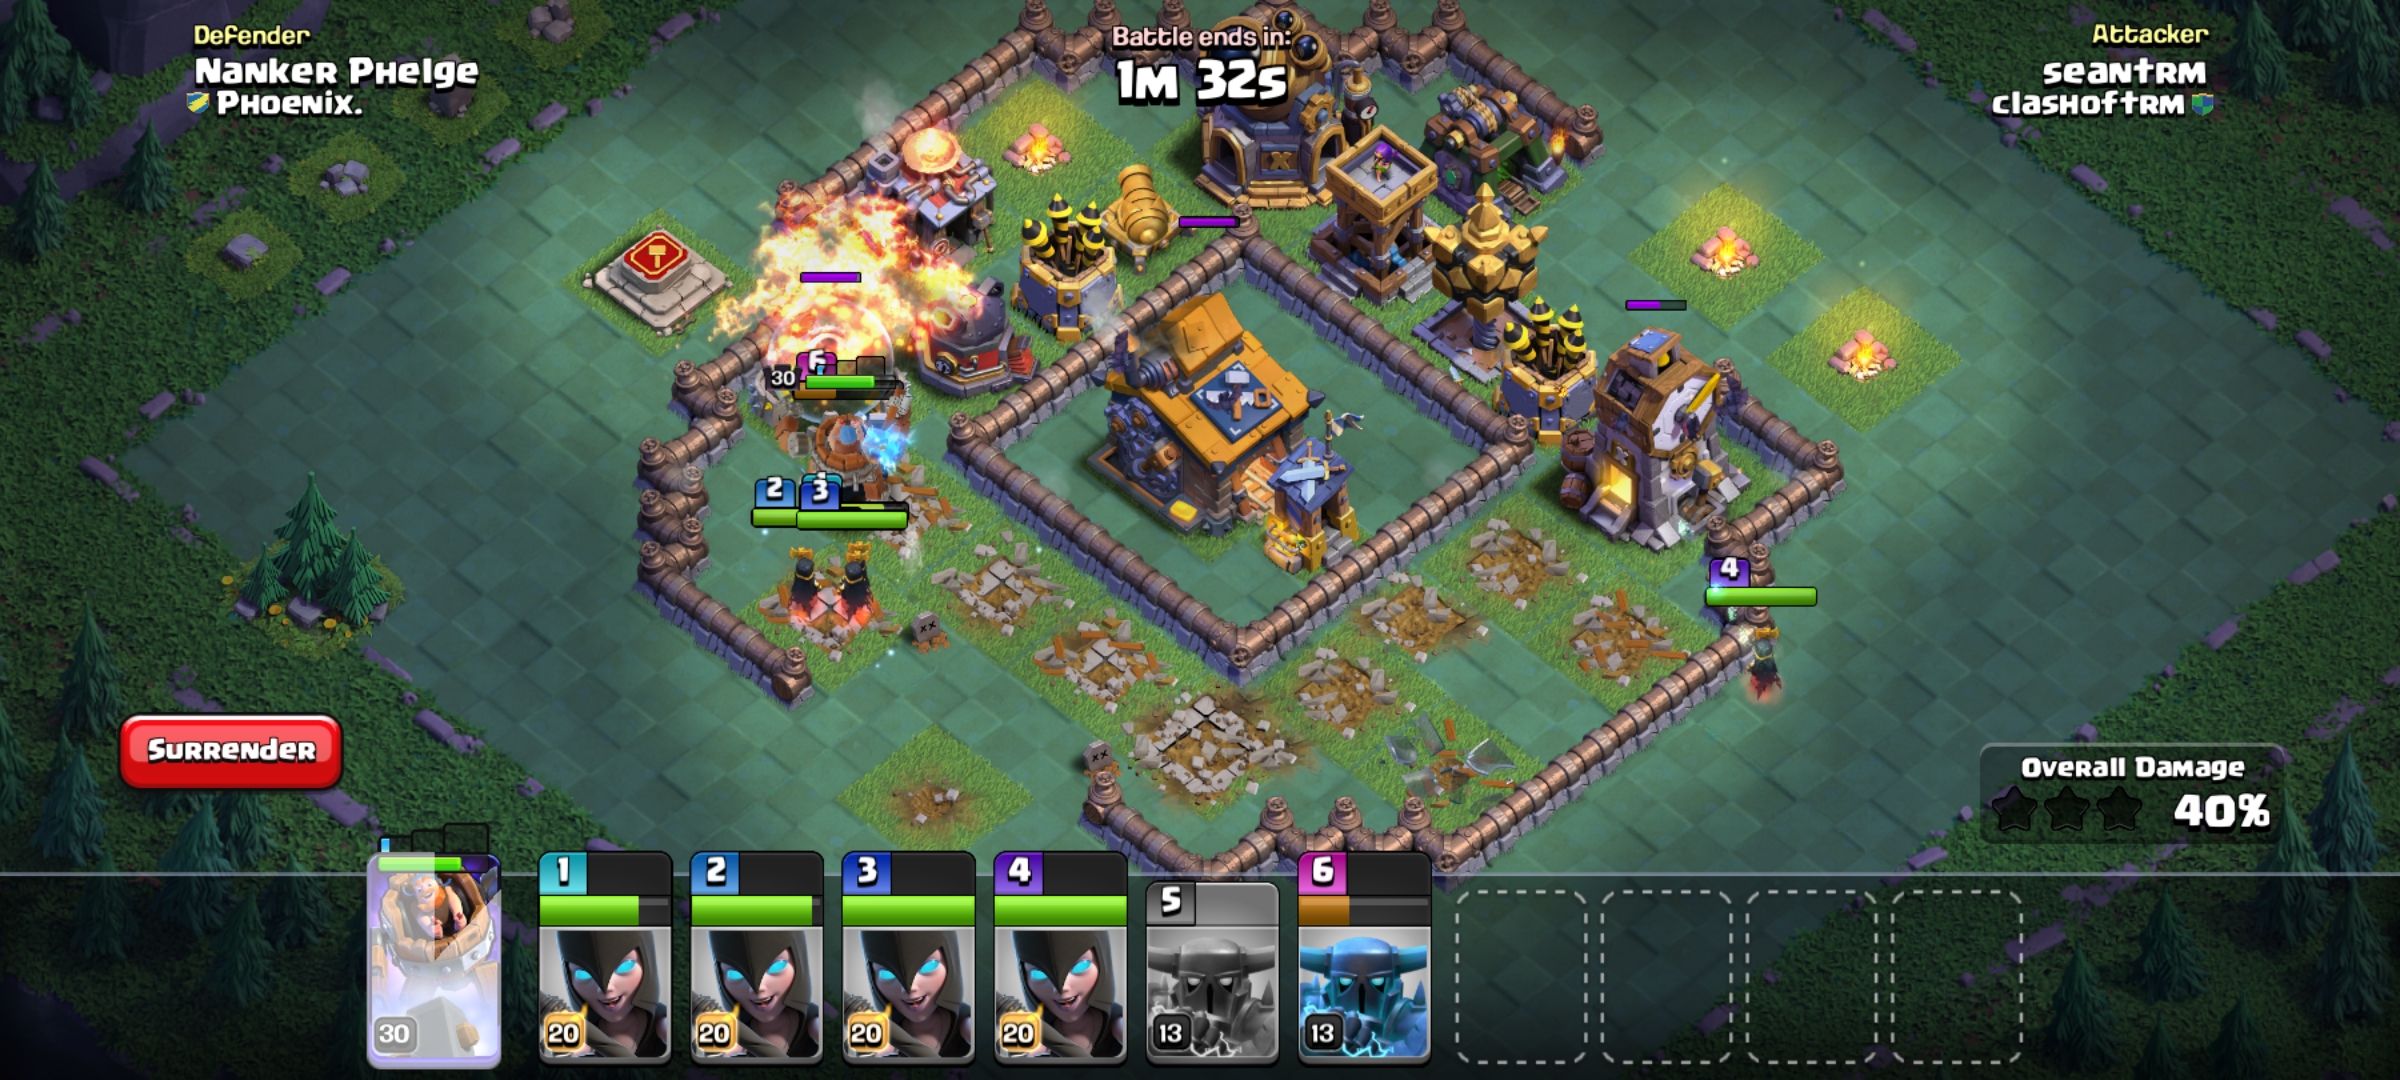 Defender
Nanker Phelge
Phoenix.
Battle ends in:
1M 32s
Attacker
seantRM
clashoftRM
30
6
2
3
4
Surrender
Overall Damage
40%
1
2
3
4
5
6
30
20
20
20
20
13
13